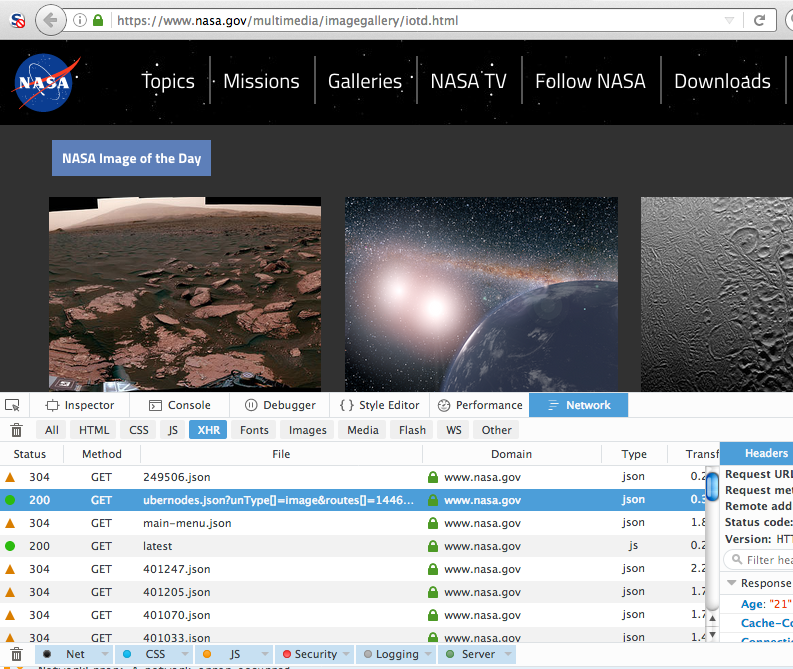 https://www.nasa.gov/multimedia/imagegallery/iotd.html
NASA Topics Missions Galleries NASA TV Follow NASA Downloads
NASA Image of the Day
Inspector Console Debugger { } Style Editor Performance Network
All HTML CSS JS XHR Fonts Images Media Flash WS Other
Status Method File Domain Type Transf Headers
304 GET 249506.json www.nasa.gov json 0.2
200 GET ubernodes.json?unType[]=image&routes[]=1446... www.nasa.gov json 0.3
304 GET main-menu.json www.nasa.gov json 1.8
200 GET latest www.nasa.gov js 0.2
304 GET 401247.json www.nasa.gov json 2.2
304 GET 401205.json www.nasa.gov json 1.7
304 GET 401070.json www.nasa.gov json 1.7
304 GET 401033.json www.nasa.gov json 1.4
Request URL
Request met
Remote add
Status code:
Version: HTT
Filter hea
Response
Age: "21"
Cache-Co
Connectio
Net CSS JS Security Logging Server